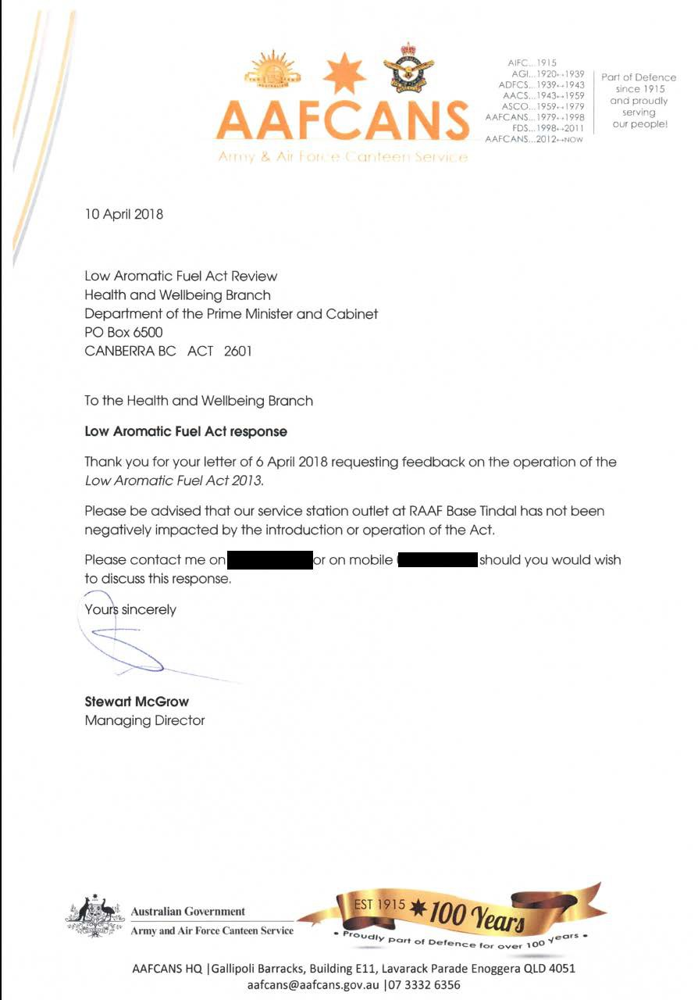 AAFCANS
Army & Air Force Canteen Service
AIFC...1915
AGI...1920↔1939
ADFCS...1939↔1943
AACS...1943↔1959
ASCO...1959↔1979
AAFCANS...1979↔1998
FDS...1998↔2011
AAFCANS...2012↔NOW
Part of Defence
since 1915
and proudly
serving
our people!
10 April 2018
Low Aromatic Fuel Act Review
Health and Wellbeing Branch
Department of the Prime Minister and Cabinet
PO Box 6500
CANBERRA BC ACT 2601
To the Health and Wellbeing Branch
Low Aromatic Fuel Act response
Thank you for your letter of 6 April 2018 requesting feedback on the operation of the
Low Aromatic Fuel Act 2013.
Please be advised that our service station outlet at RAAF Base Tindal has not been
negatively impacted by the introduction or operation of the Act.
Please contact me on or on mobile should you would wish
to discuss this response.
Yours sincerely
Stewart McGrow
Managing Director
Australian Government
Army and Air Force Canteen Service
EST 1915 100 Years
• Proudly part of Defence for over 100 years •
AAFCANS HQ |Gallipoli Barracks, Building E11, Lavarack Parade Enoggera QLD 4051
aafcans@aafcans.gov.au |07 3332 6356